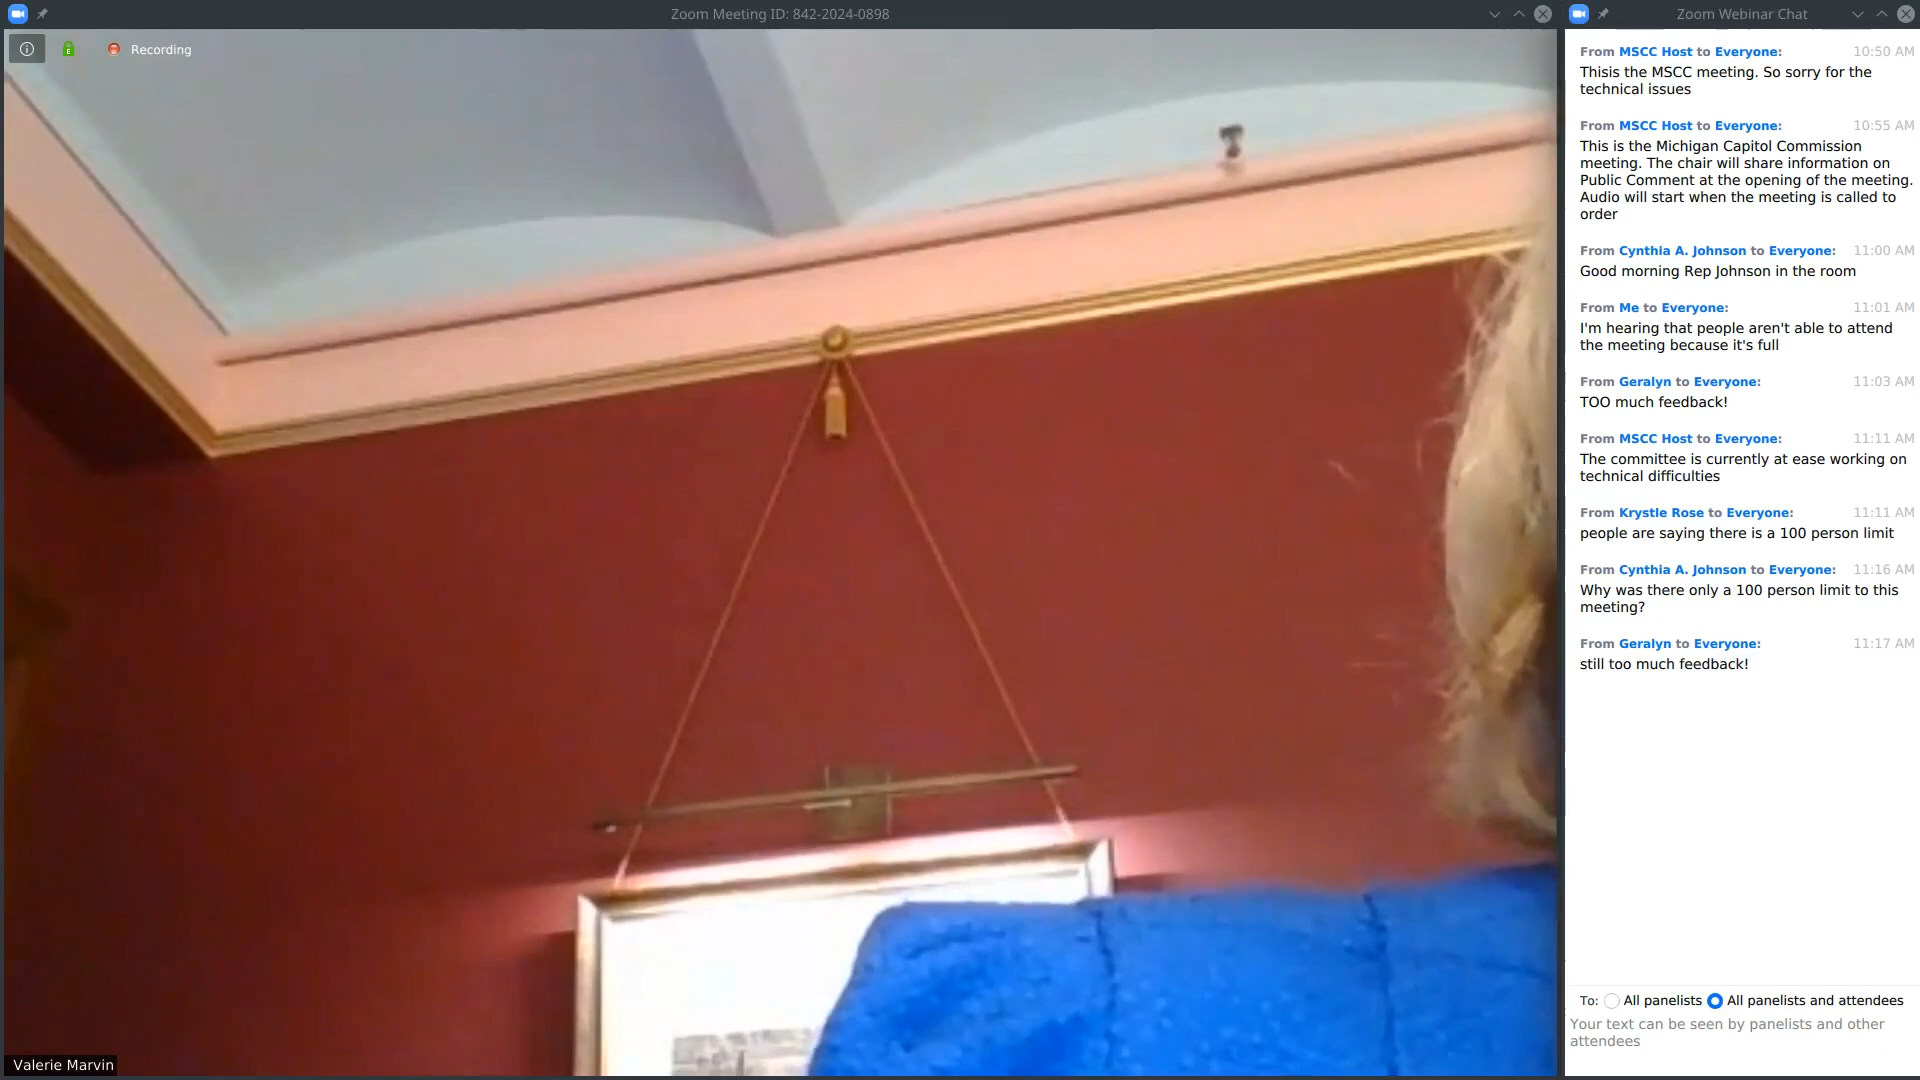 Zoom Meeting ID: 842-2024-0898
Recording
Valerie Marvin
Zoom Webinar Chat
From MSCC Host to Everyone: 10:50 AM
Thisis the MSCC meeting. So sorry for the
technical issues
From MSCC Host to Everyone: 10:55 AM
This is the Michigan Capitol Commission
meeting. The chair will share information on
Public Comment at the opening of the meeting.
Audio will start when the meeting is called to
order
From Cynthia A. Johnson to Everyone: 11:00 AM
Good morning Rep Johnson in the room
From Me to Everyone: 11:01 AM
I'm hearing that people aren't able to attend
the meeting because it's full
From Geralyn to Everyone: 11:03 AM
TOO much feedback!
From MSCC Host to Everyone: 11:11 AM
The committee is currently at ease working on
technical difficulties
From Krystle Rose to Everyone: 11:11 AM
people are saying there is a 100 person limit
From Cynthia A. Johnson to Everyone: 11:16 AM
Why was there only a 100 person limit to this
meeting?
From Geralyn to Everyone: 11:17 AM
still too much feedback!
To: All panelists All panelists and attendees
Your text can be seen by panelists and other
attendees